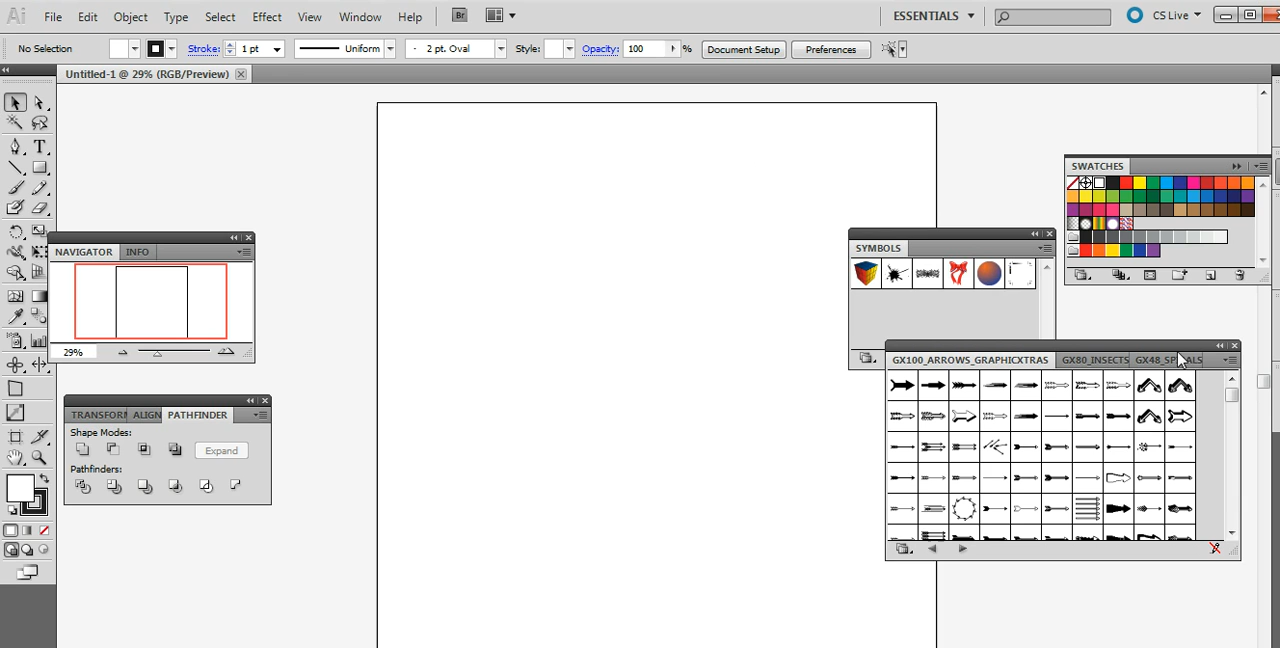 Ai File Edit Object Type Select Effect View Window Help Br ESSENTIALS CS Live
No Selection Stroke: 1 pt Uniform 2 pt. Oval Style: Opacity: 100 % Document Setup Preferences
Untitled-1 @ 29% (RGB/Preview)
SWATCHES
NAVIGATOR INFO
29%
SYMBOLS
GX100_ARROWS_GRAPHICXTRAS GX80_INSECTS
TRANSFORM ALIGN PATHFINDER
Shape Modes:
Expand
Pathfinders: